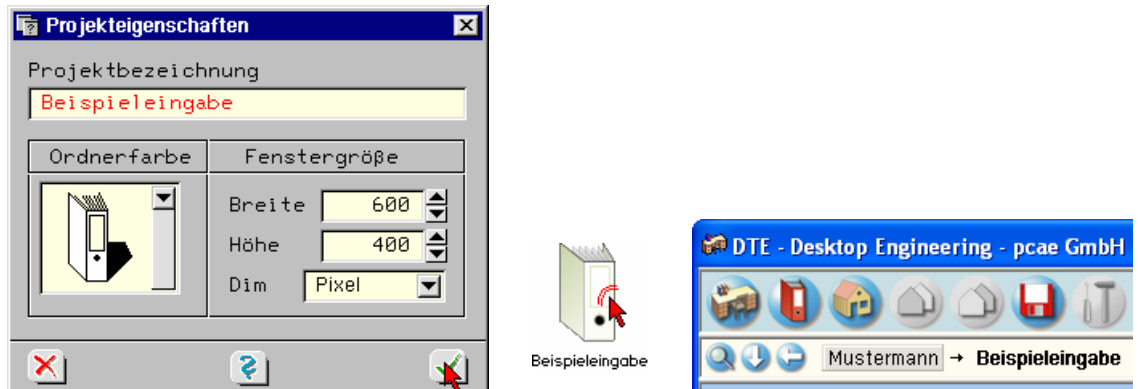 Projekteigenschaften
Projektbezeichnung
Beispieleingabe
Ordnerfarbe
Fenstergröße
Breite 600
Höhe 400
Dim Pixel
Beispieleingabe
DTE - Desktop Engineering - pcae GmbH
Mustermann → Beispieleingabe